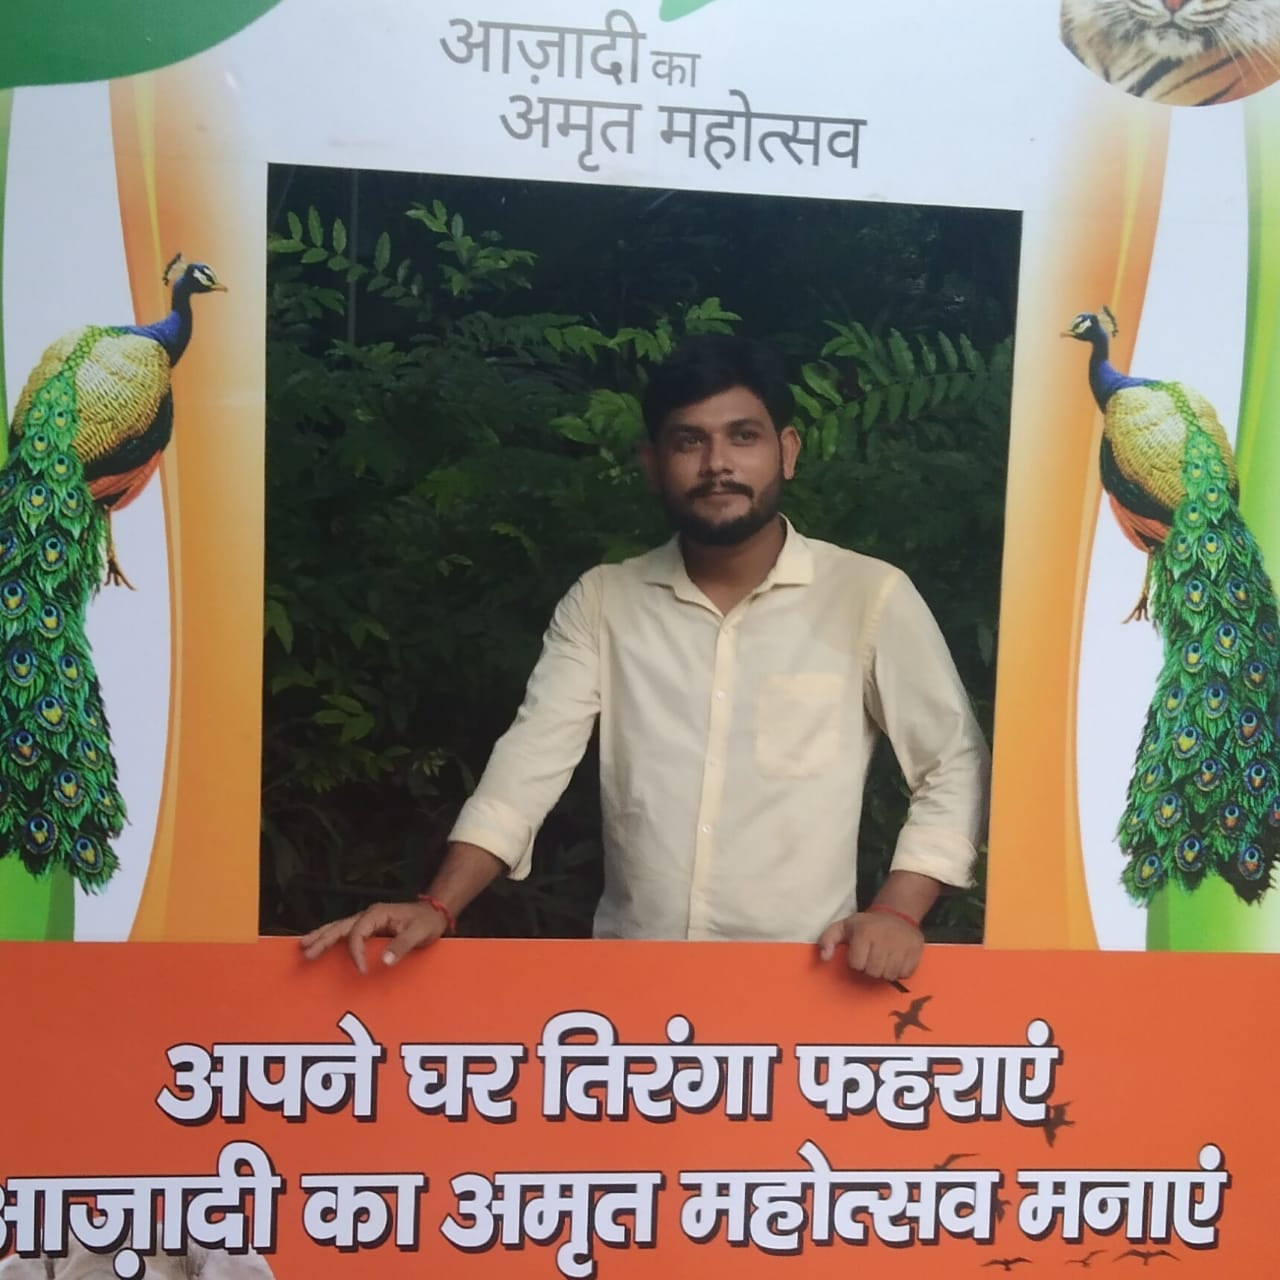 आज़ादी का
अमृत महोत्सव
अपने घर तिरंगा फहराएं
आज़ादी का अमृत महोत्सव मनाएं